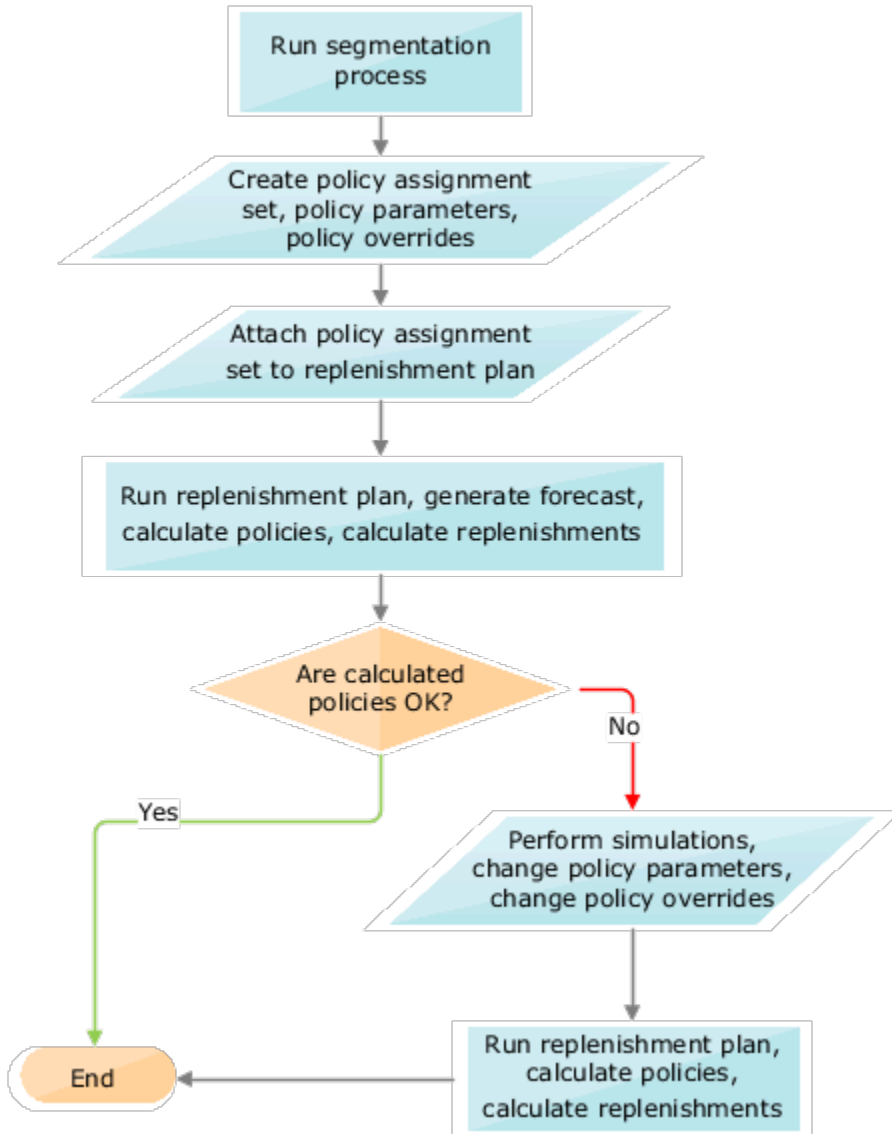 Run segmentation
process
Create policy assignment
set, policy parameters,
policy overrides
Attach policy assignment
set to replenishment plan
Run replenishment plan, generate forecast,
calculate policies, calculate replenishments
Are calculated
policies OK?
No
Yes
Perform simulations,
change policy parameters,
change policy overrides
Run replenishment plan,
calculate policies,
calculate replenishments
End